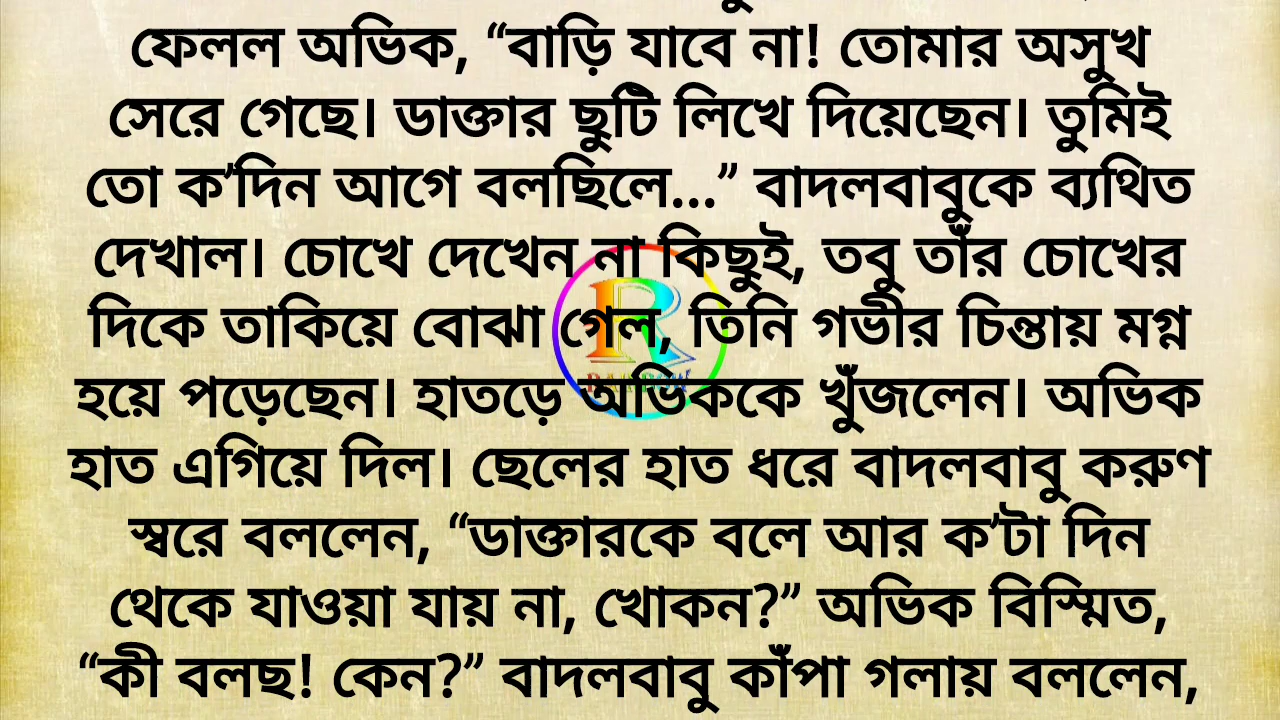 ফেলল অভিক, “বাড়ি যাবে না! তোমার অসুখ
সেরে গেছে। ডাক্তার ছুটি লিখে দিয়েছেন। তুমিই
তো ক’দিন আগে বলছিলে...” বাদলবাবুকে ব্যথিত
দেখাল। চোখে দেখেন না কিছুই, তবু তাঁর চোখের
দিকে তাকিয়ে বোঝা গেল, তিনি গভীর চিন্তায় মগ্ন
হয়ে পড়েছেন। হাতড়ে অভিককে খুঁজলেন। অভিক
হাত এগিয়ে দিল। ছেলের হাত ধরে বাদলবাবু করুণ
স্বরে বললেন, “ডাক্তারকে বলে আর ক’টা দিন
থেকে যাওয়া যায় না, খোকন?” অভিক বিস্মিত,
“কী বলছ! কেন?” বাদলবাবু কাঁপা গলায় বললেন,
R
RAINBOW